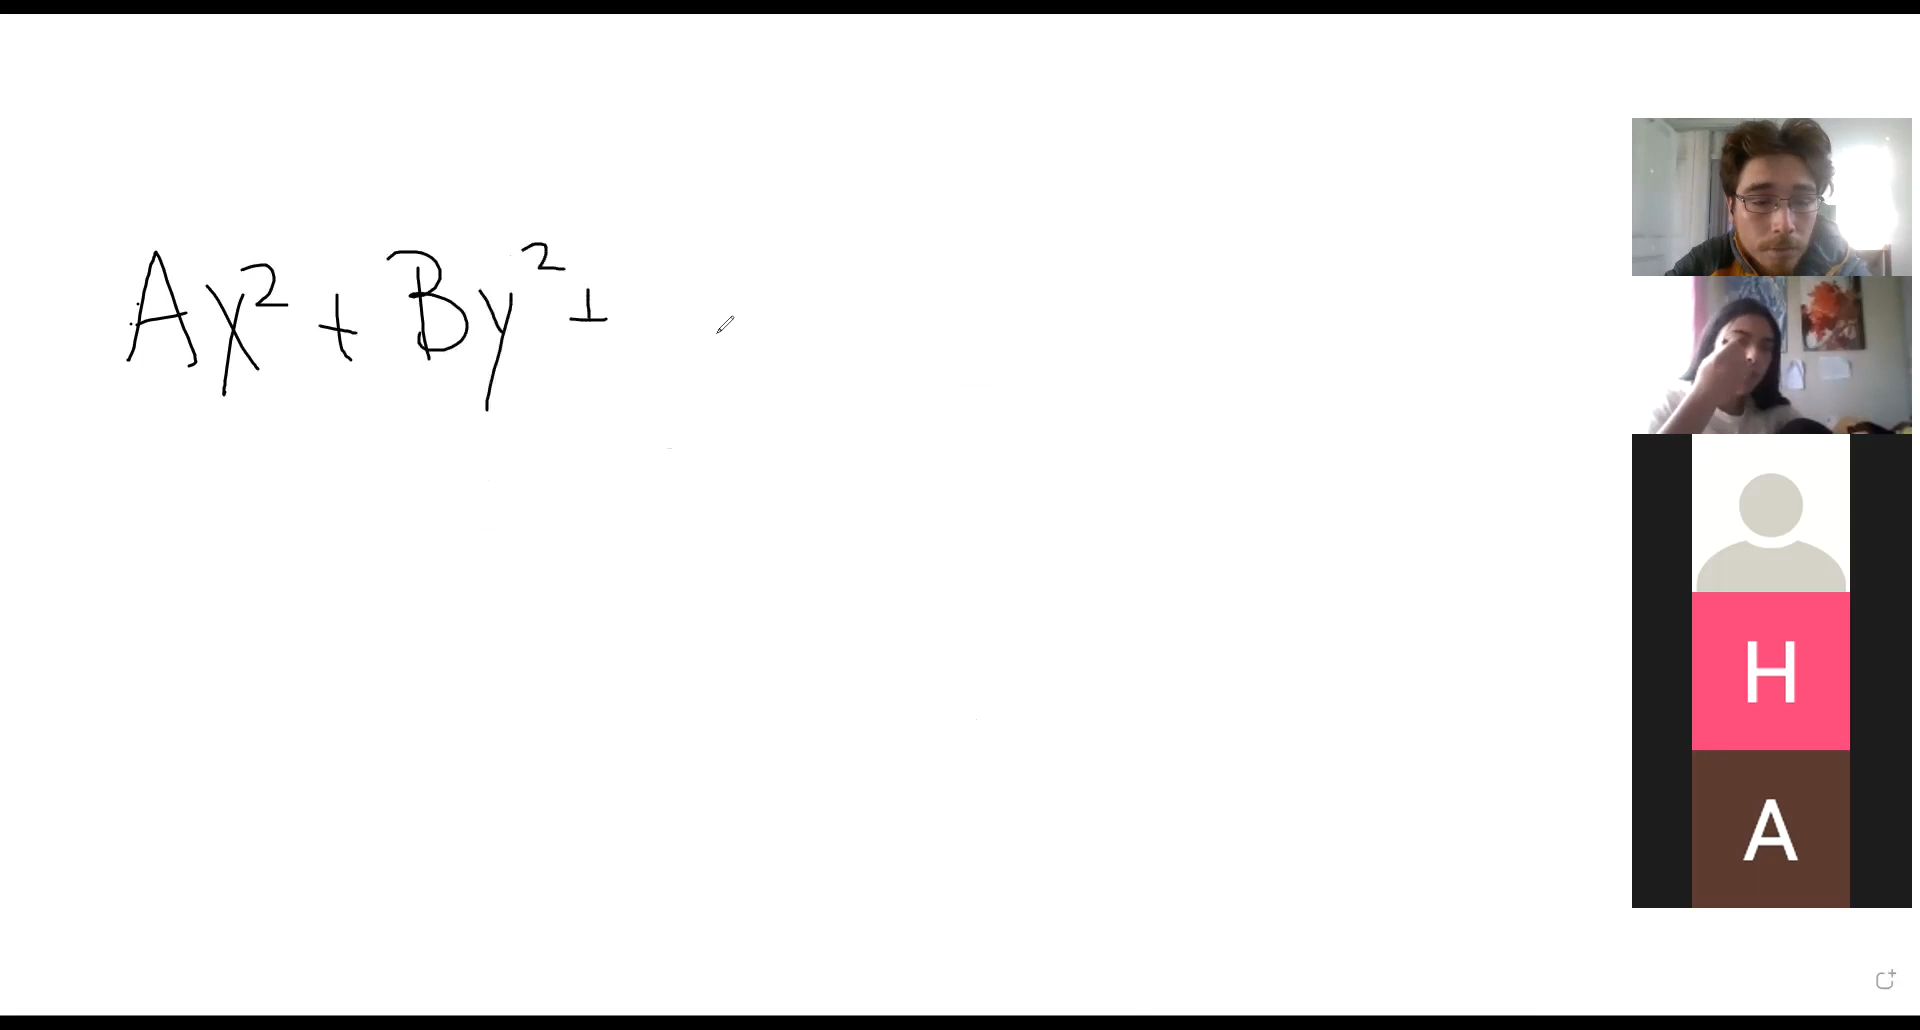 Ax² + By² +
H
A